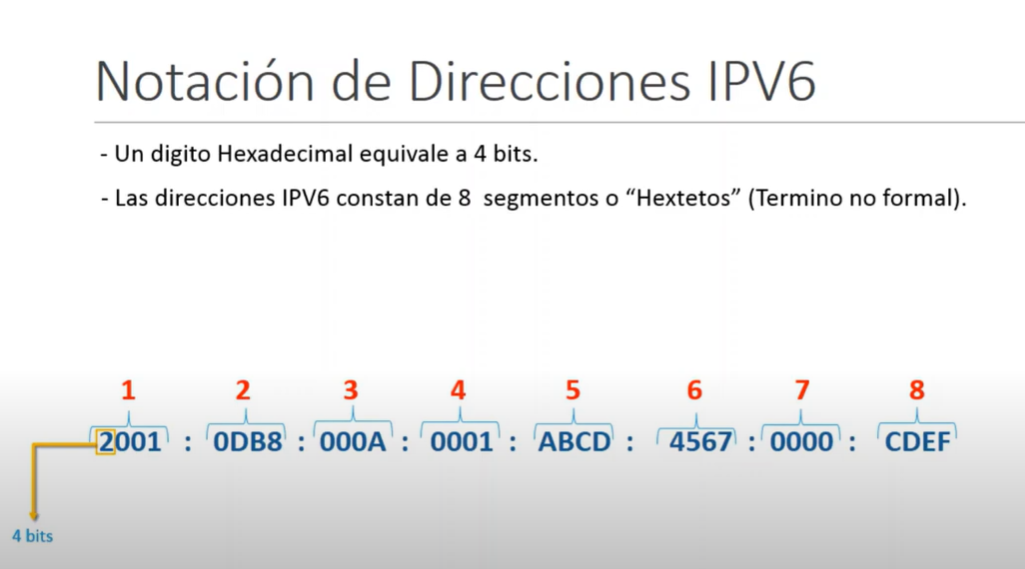 Notación de Direcciones IPV6
- Un digito Hexadecimal equivale a 4 bits.
- Las direcciones IPV6 constan de 8 segmentos o “Hextetos” (Termino no formal).
1 2 3 4 5 6 7 8
2001 : 0DB8 : 000A : 0001 : ABCD : 4567 : 0000 : CDEF
4 bits